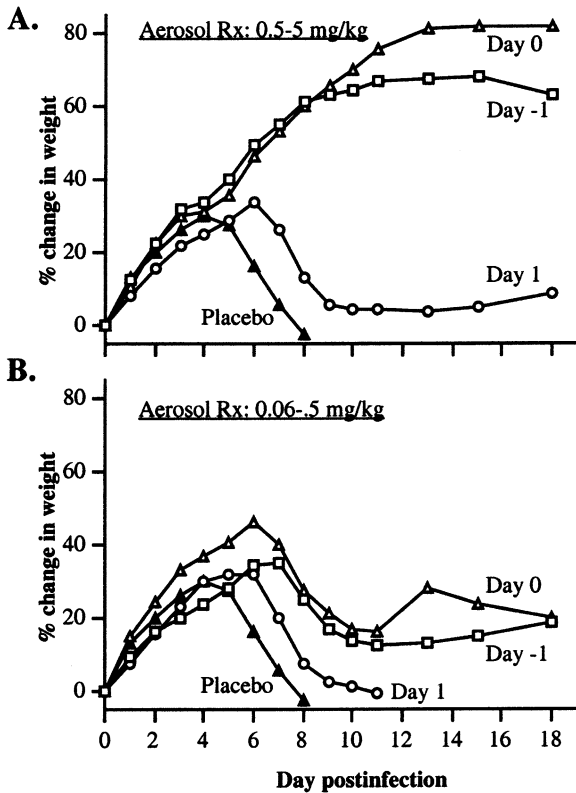 A.
Aerosol Rx: 0.5-5 mg/kg
80
60
40
20
0
% change in weight
Day 0
Day -1
Day 1
Placebo
B.
Aerosol Rx: 0.06-.5 mg/kg
80
60
40
20
0
% change in weight
Day 0
Day -1
Placebo
Day 1
0 2 4 6 8 10 12 14 16 18
Day postinfection